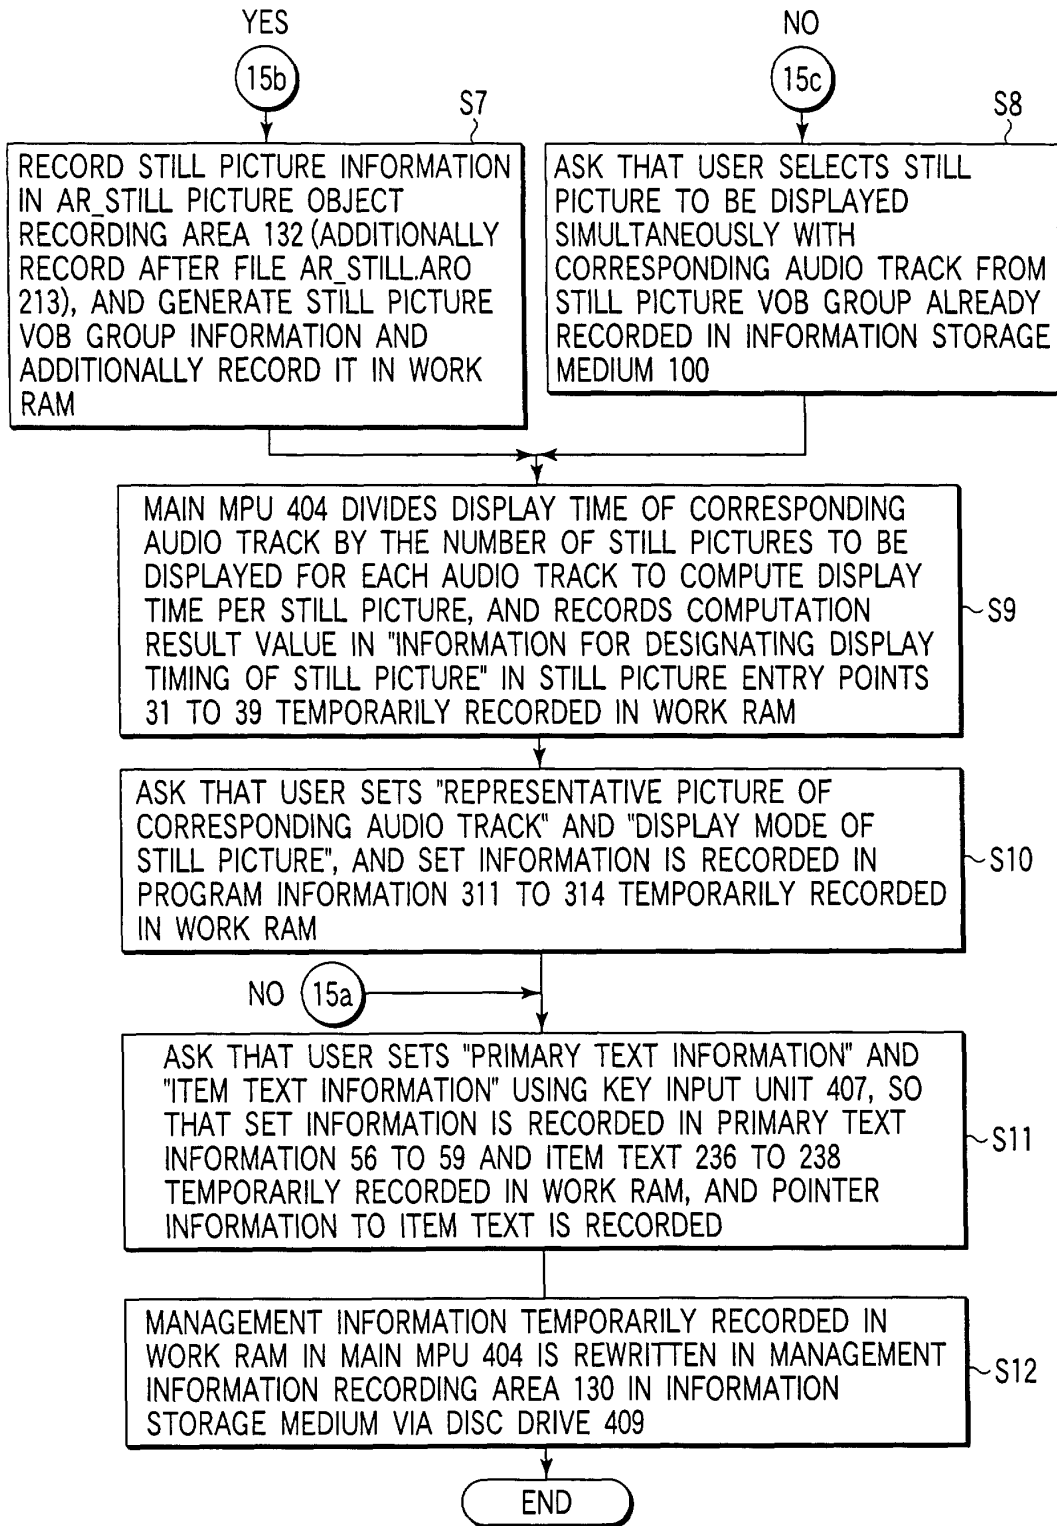 YES
15b
S7
RECORD STILL PICTURE INFORMATION
IN AR_STILL PICTURE OBJECT
RECORDING AREA 132 (ADDITIONALLY
RECORD AFTER FILE AR_STILL.ARO
213), AND GENERATE STILL PICTURE
VOB GROUP INFORMATION AND
ADDITIONALLY RECORD IT IN WORK
RAM
NO
15c
S8
ASK THAT USER SELECTS STILL
PICTURE TO BE DISPLAYED
SIMULTANEOUSLY WITH
CORRESPONDING AUDIO TRACK FROM
STILL PICTURE VOB GROUP ALREADY
RECORDED IN INFORMATION STORAGE
MEDIUM 100
MAIN MPU 404 DIVIDES DISPLAY TIME OF CORRESPONDING
AUDIO TRACK BY THE NUMBER OF STILL PICTURES TO BE
DISPLAYED FOR EACH AUDIO TRACK TO COMPUTE DISPLAY
TIME PER STILL PICTURE, AND RECORDS COMPUTATION
RESULT VALUE IN "INFORMATION FOR DESIGNATING DISPLAY
TIMING OF STILL PICTURE" IN STILL PICTURE ENTRY POINTS
31 TO 39 TEMPORARILY RECORDED IN WORK RAM
S9
ASK THAT USER SETS "REPRESENTATIVE PICTURE OF
CORRESPONDING AUDIO TRACK" AND "DISPLAY MODE OF
STILL PICTURE", AND SET INFORMATION IS RECORDED IN
PROGRAM INFORMATION 311 TO 314 TEMPORARILY RECORDED
IN WORK RAM
S10
NO 15a
ASK THAT USER SETS "PRIMARY TEXT INFORMATION" AND
"ITEM TEXT INFORMATION" USING KEY INPUT UNIT 407, SO
THAT SET INFORMATION IS RECORDED IN PRIMARY TEXT
INFORMATION 56 TO 59 AND ITEM TEXT 236 TO 238
TEMPORARILY RECORDED IN WORK RAM, AND POINTER
INFORMATION TO ITEM TEXT IS RECORDED
S11
MANAGEMENT INFORMATION TEMPORARILY RECORDED IN
WORK RAM IN MAIN MPU 404 IS REWRITTEN IN MANAGEMENT
INFORMATION RECORDING AREA 130 IN INFORMATION
STORAGE MEDIUM VIA DISC DRIVE 409
S12
END